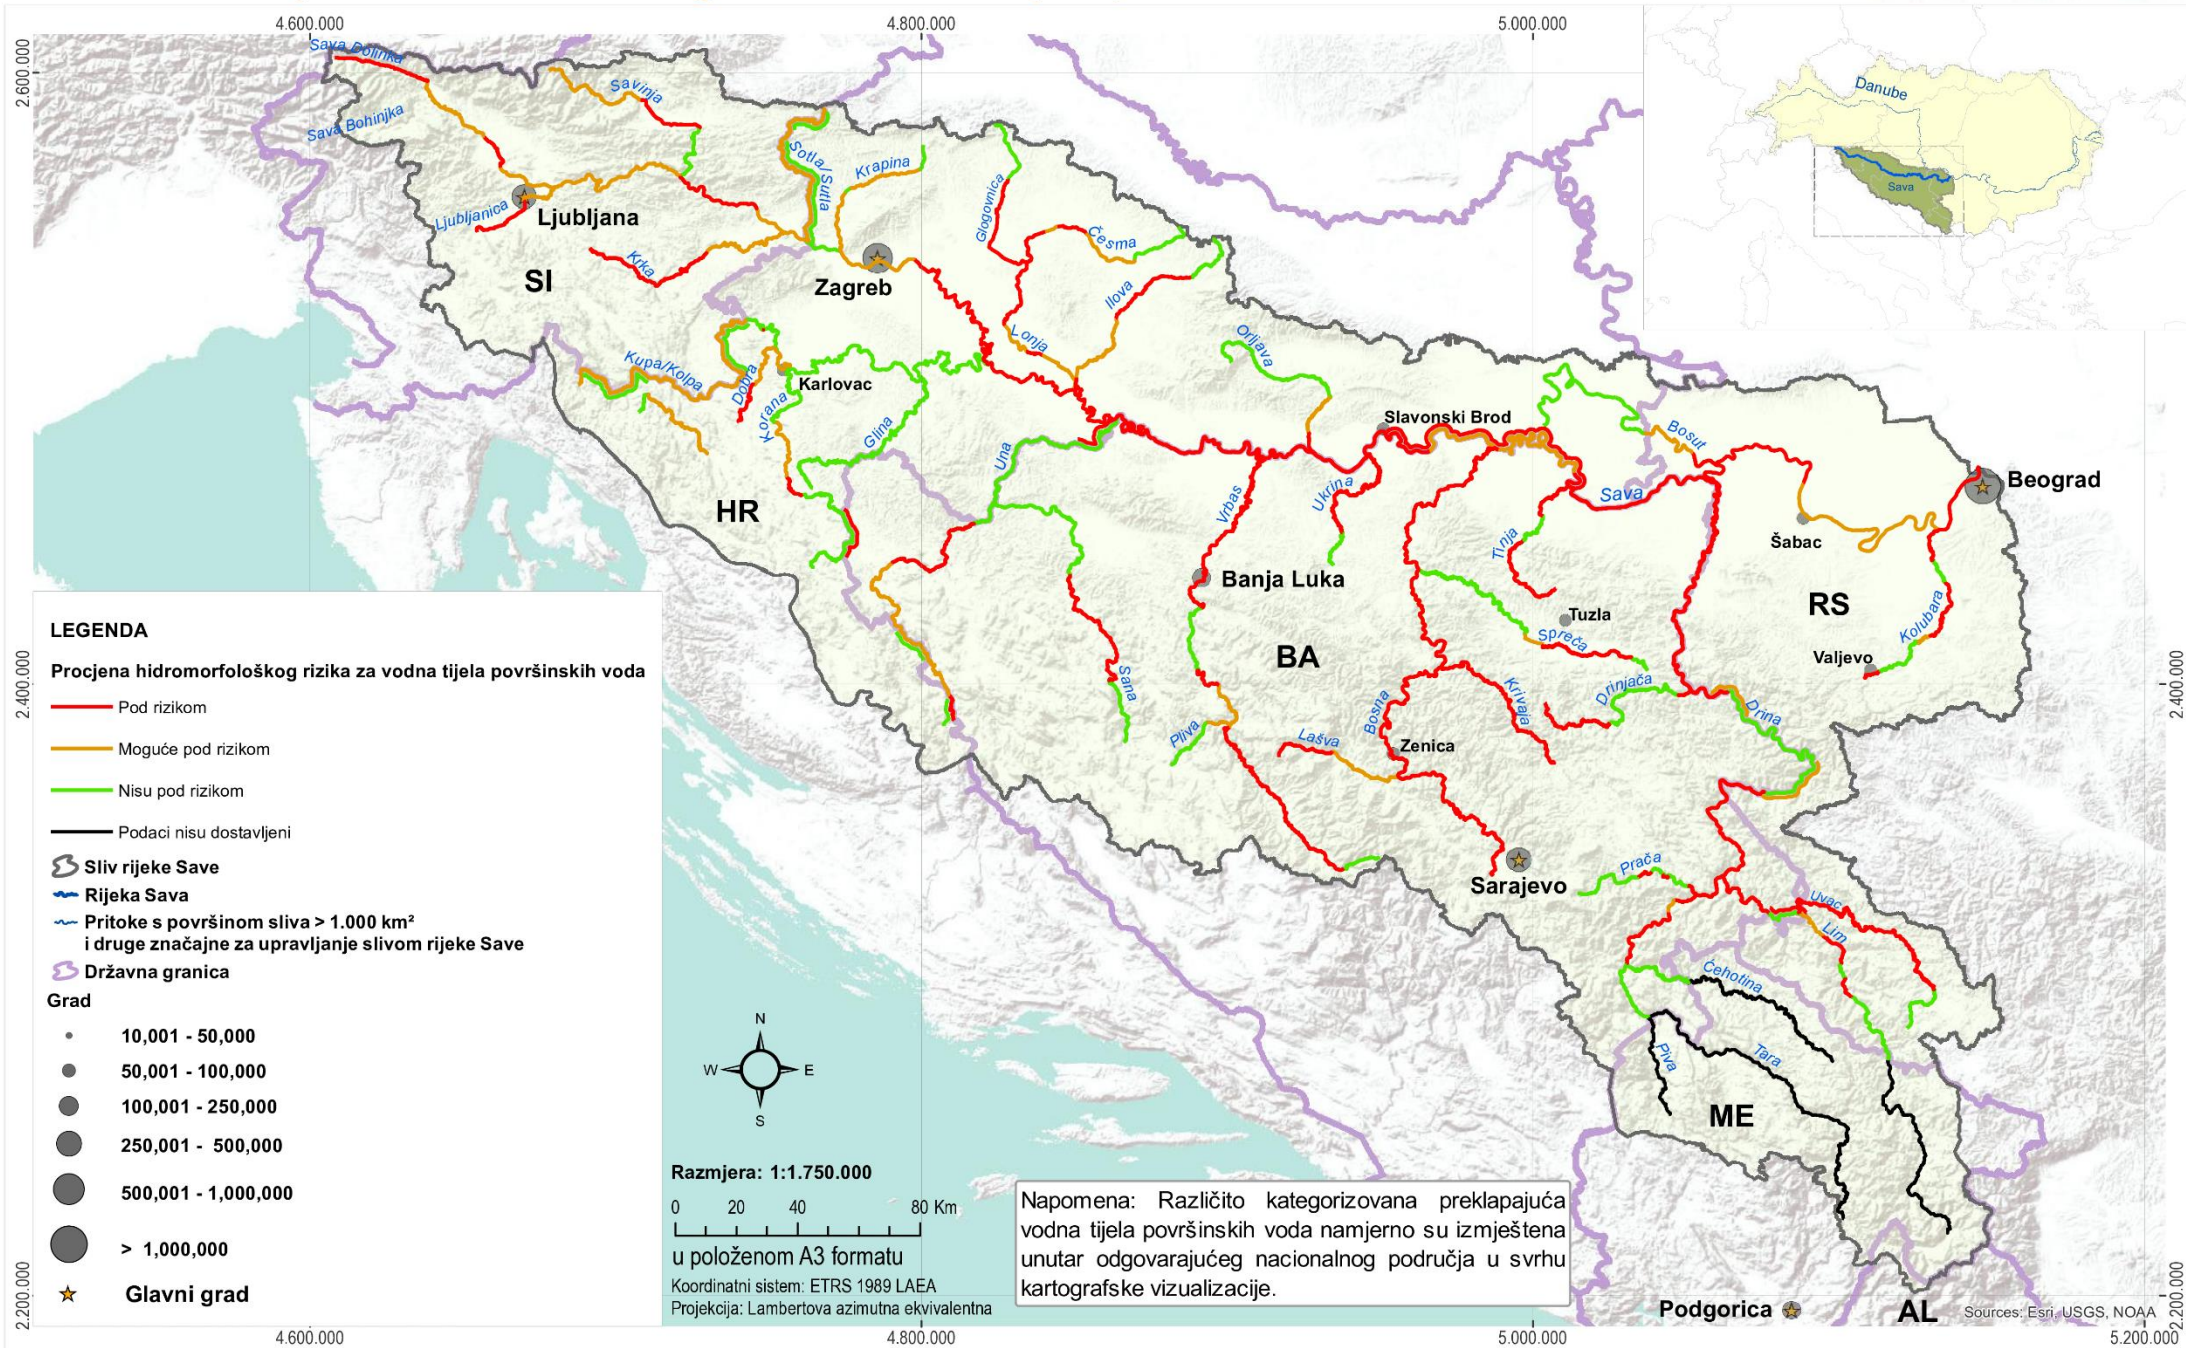 4.600.000
4.800.000
5.000.000
2.600.000
2.400.000
2.200.000
2.400.000
2.200.000
4.600.000
4.800.000
5.000.000
5.200.000
Danube
Sava
Sava Dolinka
Sava Bohinjka
Savinja
Sotla/Sutla
Krapina
Glogovnica
Česma
Ljubljanica
Ljubljana
Krka
SI
Zagreb
Ilova
Lonja
Orljava
Kupa/Kolpa
Dobra
Karlovac
Korana
Glina
Slavonski Brod
Bosut
Una
HR
Vrbas
Ukrina
Sava
Beograd
Tinja
Šabac
Banja Luka
Tuzla
RS
Spreča
Kolubara
BA
Valjevo
Sana
Drinjača
Krivaja
Bosna
Drina
Pliva
Lašva
Zenica
Sarajevo
Prača
Uvac
Lim
Ćehotina
Piva
Tara
ME
Podgorica
AL
LEGENDA
Procjena hidromorfološkog rizika za vodna tijela površinskih voda
Pod rizikom
Moguće pod rizikom
Nisu pod rizikom
Podaci nisu dostavljeni
Sliv rijeke Save
Rijeka Sava
Pritoke s površinom sliva > 1.000 km²
i druge značajne za upravljanje slivom rijeke Save
Državna granica
Grad
10,001 - 50,000
50,001 - 100,000
100,001 - 250,000
250,001 - 500,000
500,001 - 1,000,000
> 1,000,000
Glavni grad
N
W E
S
Razmjera: 1:1.750.000
0 20 40 80 Km
u položenom A3 formatu
Koordinatni sistem: ETRS 1989 LAEA
Projekcija: Lambertova azimutna ekvivalentna
Napomena: Različito kategorizovana preklapajuća
vodna tijela površinskih voda namjerno su izmještena
unutar odgovarajućeg nacionalnog područja u svrhu
kartografske vizualizacije.
Sources: Esri, USGS, NOAA